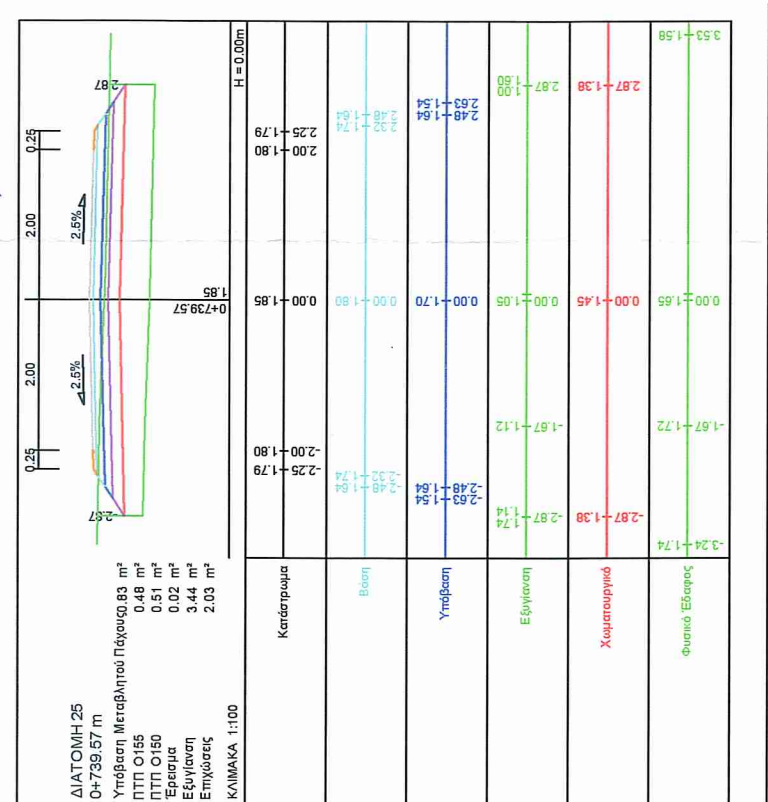 ΔΙΑΤΟΜΗ 25
0+739.57 m
Υπόβαση Μεταβλητού Πάχους 0.83 m²
ΠΤΠ Ο155 0.48 m²
ΠΤΠ Ο150 0.51 m²
Έρεισμα 0.02 m²
Εξυγίανση 3.44 m²
Επιχώσεις 2.03 m²
ΚΛΙΜΑΚΑ 1:100
0.25 2.00 2.00 0.25
2.5% 2.5%
-2.87 2.87
0+739.57
1.85
H = 0.00m
Κατάστρωμα
-2.25 -2.00 0.00 2.00 2.25
1.79 1.80 1.85 1.80 1.79
Βάση
-2.48 -2.32 0.00 2.32 2.48
1.64 1.74 1.80 1.74 1.64
Υπόβαση
-2.63 -2.48 0.00 2.48 2.63
1.54 1.64 1.70 1.64 1.54
Εξυγίανση
-2.87 -1.67 0.00 2.87
1.74 1.14 1.12 1.05 1.00 1.60
Χωματουργικό
-2.87 0.00 2.87
1.38 1.45 1.38
Φυσικό Έδαφος
-3.24 -1.67 0.00 3.53
1.74 1.72 1.65 1.58